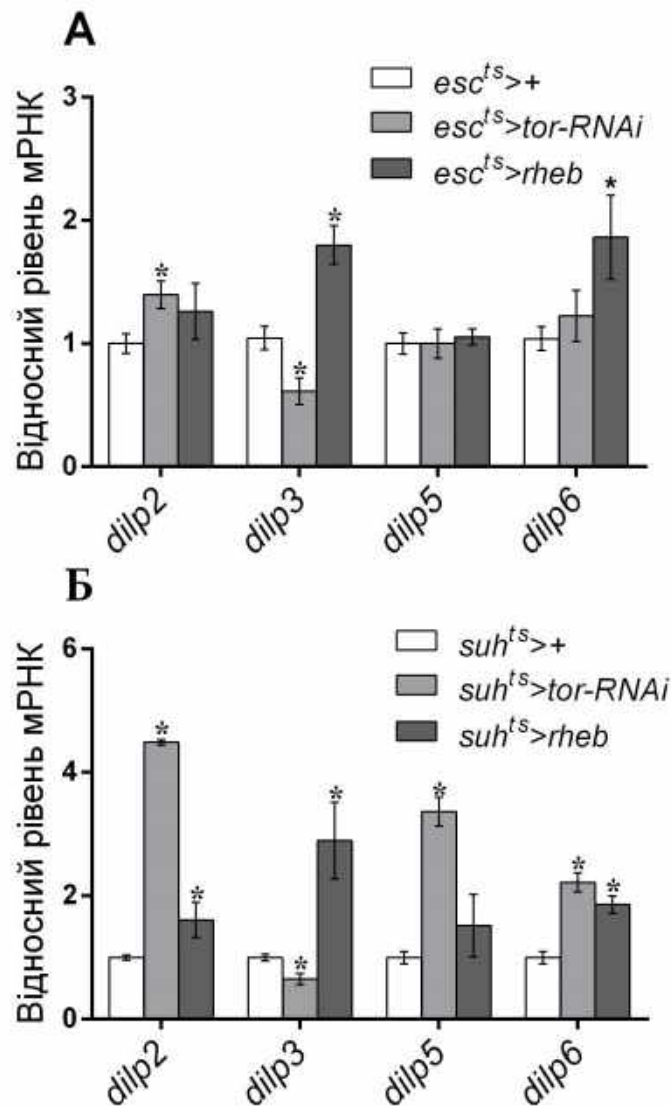 А
esc^ts>+
esc^ts>tor-RNAi
esc^ts>rheb
Відносний рівень мРНК
3
2
1
0
*
*
*
*
dilp2
dilp3
dilp5
dilp6
Б
suh^ts>+
suh^ts>tor-RNAi
suh^ts>rheb
Відносний рівень мРНК
6
4
2
0
*
*
*
*
*
*
*
dilp2
dilp3
dilp5
dilp6